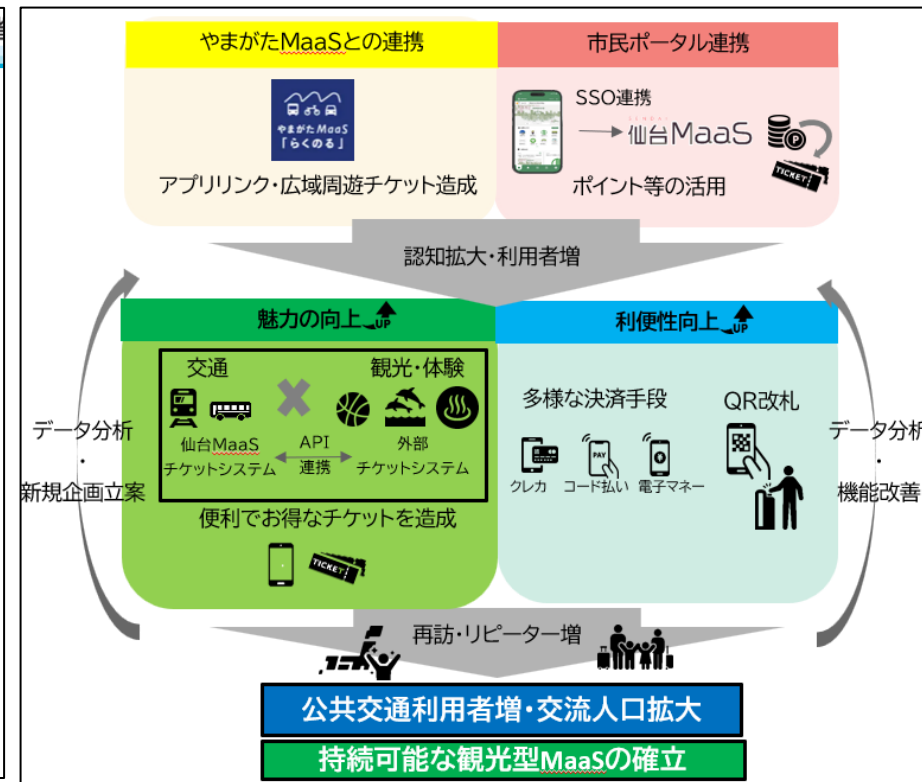 やまがたMaaSとの連携
市民ポータル連携
やまがたMaaS
「らくのる」
アプリリンク・広域周遊チケット造成
SSO連携
SENDAI
仙台MaaS
P
TICKET
ポイント等の活用
認知拡大・利用者増
魅力の向上 UP
利便性向上 UP
交通
観光・体験
仙台MaaS
チケットシステム
API
連携
外部
チケットシステム
便利でお得なチケットを造成
TICKET
多様な決済手段
QR改札
PAY
クレカ
コード払い
電子マネー
データ分析
・
新規企画立案
データ分析
・
機能改善
再訪・リピーター増
公共交通利用者増・交流人口拡大
持続可能な観光型MaaSの確立